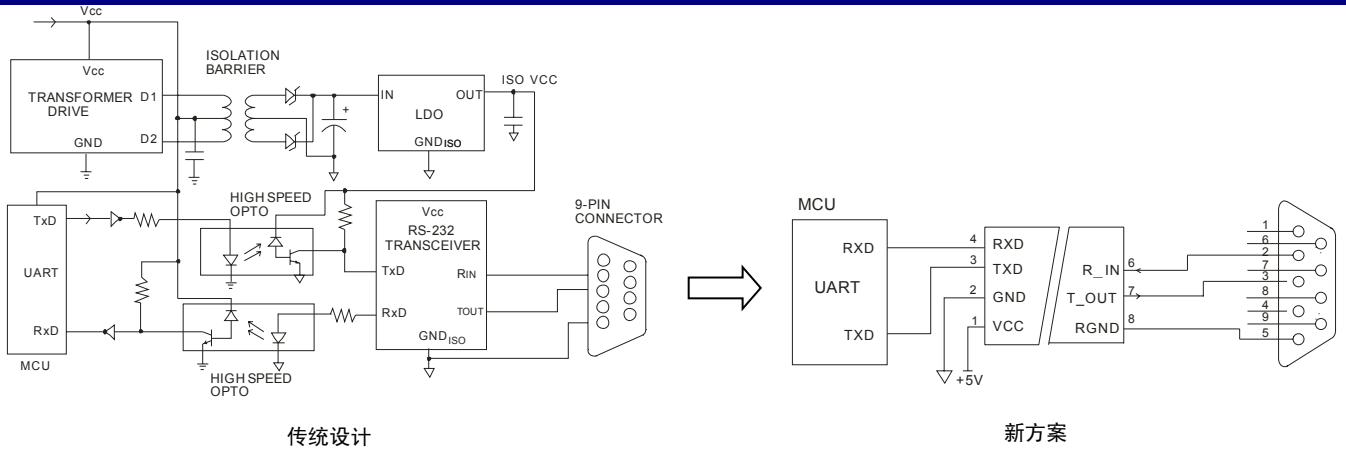 Vcc
ISOLATION
BARRIER
Vcc
TRANSFORMER
DRIVE
D1
D2
GND
IN
OUT
LDO
GNDISO
ISO VCC
+
HIGH SPEED
OPTO
TxD
UART
RxD
MCU
HIGH SPEED
OPTO
Vcc
RS-232
TRANSCEIVER
TxD
RIN
RxD
TOUT
GNDISO
9-PIN
CONNECTOR
传统设计
MCU
RXD
UART
TXD
4
3
2
1
RXD
TXD
GND
VCC
+5V
R_IN
T_OUT
RGND
6
7
8
1
6
2
7
3
8
4
9
5
新方案